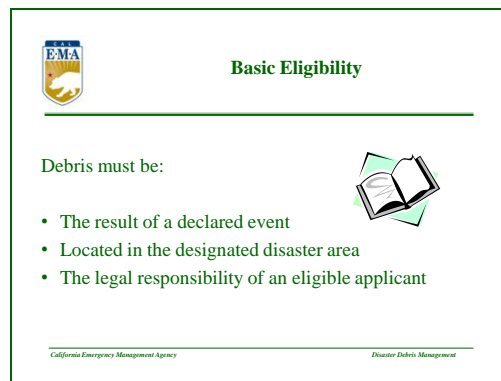 CAL
E·M·A
Basic Eligibility
Debris must be:
• The result of a declared event
• Located in the designated disaster area
• The legal responsibility of an eligible applicant
California Emergency Management Agency Disaster Debris Management